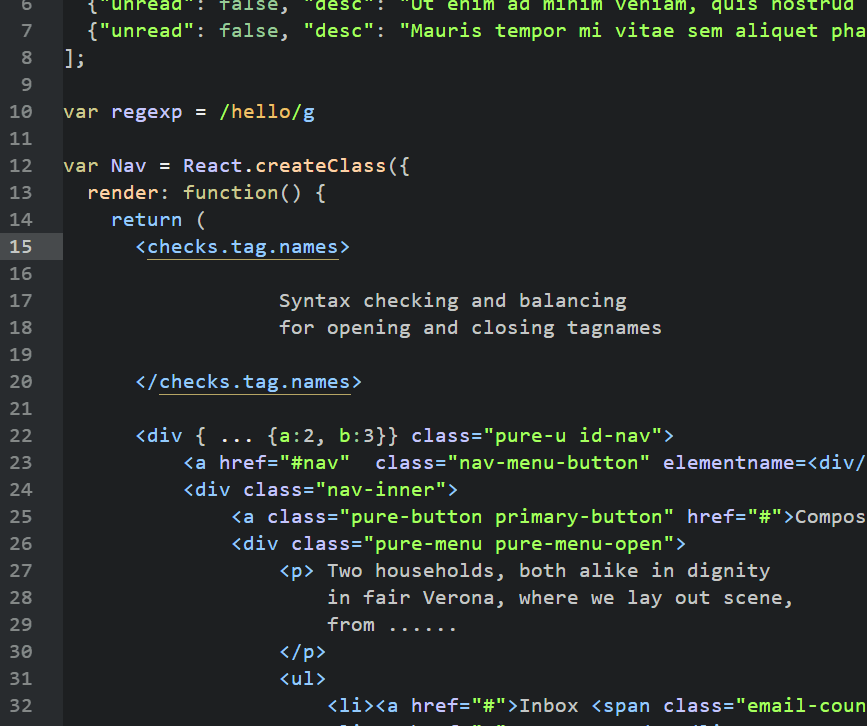 6 {"unread": false, "desc": "Ut enim ad minim veniam, quis nostrud
7 {"unread": false, "desc": "Mauris tempor mi vitae sem aliquet pha
8 ];
9
10 var regexp = /hello/g
11
12 var Nav = React.createClass({
13 render: function() {
14 return (
15 <checks.tag.names>
16
17 Syntax checking and balancing
18 for opening and closing tagnames
19
20 </checks.tag.names>
21
22 <div { ... {a:2, b:3}} class="pure-u id-nav">
23 <a href="#nav"  class="nav-menu-button" elementname=<div/
24 <div class="nav-inner">
25 <a class="pure-button primary-button" href="#">Compos
26 <div class="pure-menu pure-menu-open">
27 <p> Two households, both alike in dignity
28 in fair Verona, where we lay out scene,
29 from ......
30 </p>
31 <ul>
32 <li><a href="#">Inbox <span class="email-coun